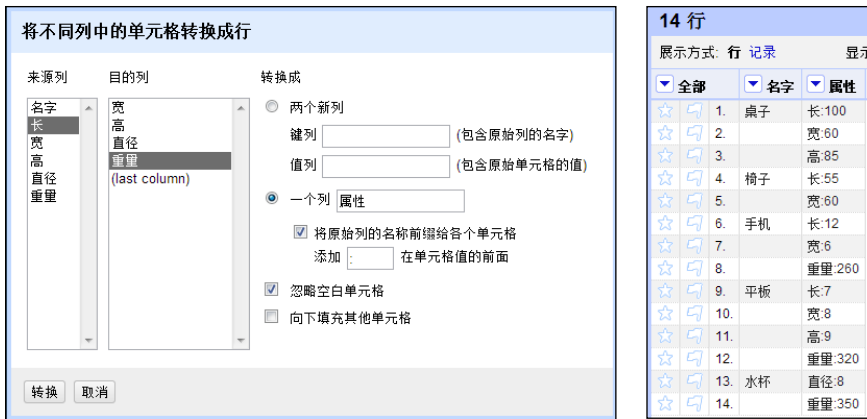 将不同列中的单元格转换成行
来源列 目的列 转换成
名字
长
宽
高
直径
重量
宽
高
直径
重量
(last column)
两个新列
键列 (包含原始列的名字)
值列 (包含原始单元格的值)
一个列 属性
将原始列的名称前缀给各个单元格
添加 : 在单元格值的前面
忽略空白单元格
向下填充其他单元格
转换 取消
14 行
展示方式: 行 记录 显示
全部 名字 属性
1. 桌子 长:100
2. 宽:60
3. 高:85
4. 椅子 长:55
5. 宽:60
6. 手机 长:12
7. 宽:6
8. 重量:260
9. 平板 长:7
10. 宽:8
11. 高:9
12. 重量:320
13. 水杯 直径:8
14. 重量:350